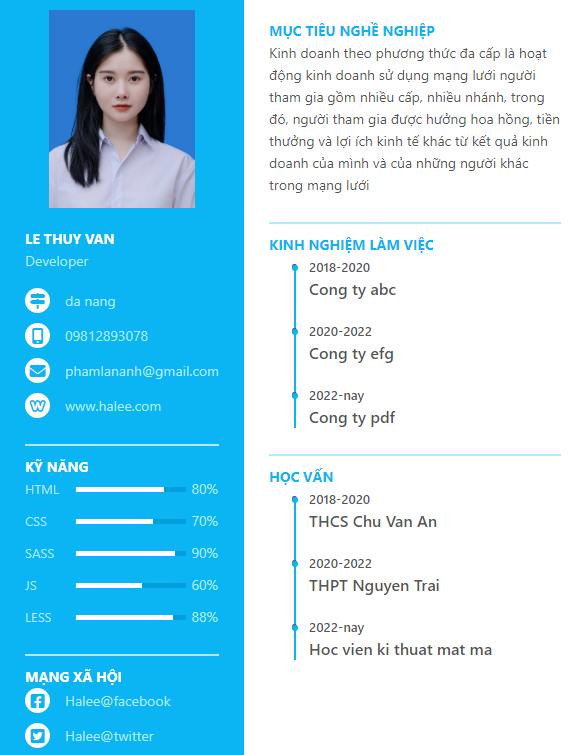 LE THUY VAN
Developer
da nang
09812893078
phamlananh@gmail.com
www.halee.com
KỸ NĂNG
HTML 80%
CSS 70%
SASS 90%
JS 60%
LESS 88%
MẠNG XÃ HỘI
Halee@facebook
Halee@twitter
MỤC TIÊU NGHỀ NGHIỆP
Kinh doanh theo phương thức đa cấp là hoạt
động kinh doanh sử dụng mạng lưới người
tham gia gồm nhiều cấp, nhiều nhánh, trong
đó, người tham gia được hưởng hoa hồng, tiền
thưởng và lợi ích kinh tế khác từ kết quả kinh
doanh của mình và của những người khác
trong mạng lưới
KINH NGHIỆM LÀM VIỆC
2018-2020
Cong ty abc
2020-2022
Cong ty efg
2022-nay
Cong ty pdf
HỌC VẤN
2018-2020
THCS Chu Van An
2020-2022
THPT Nguyen Trai
2022-nay
Hoc vien ki thuat mat ma